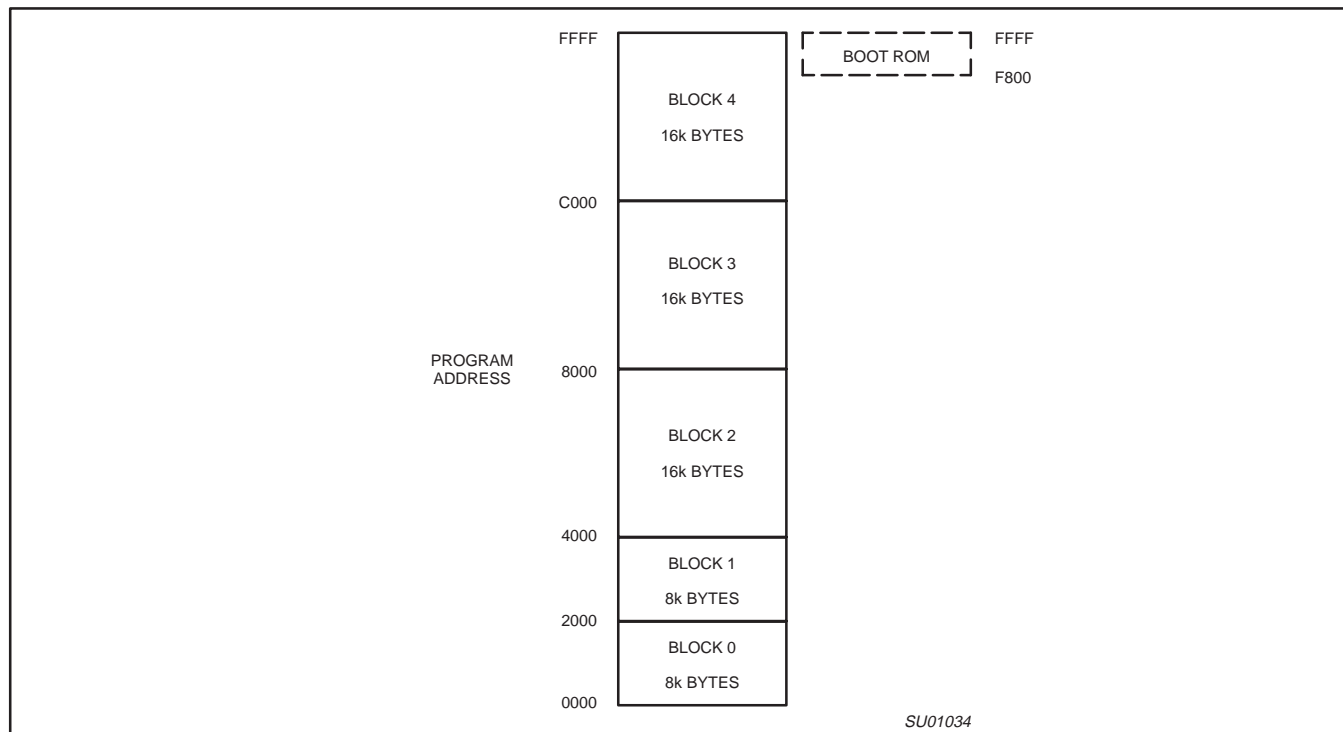 FFFF
BOOT ROM
FFFF
F800
BLOCK 4
16k BYTES
C000
BLOCK 3
16k BYTES
PROGRAM
ADDRESS
8000
BLOCK 2
16k BYTES
4000
BLOCK 1
8k BYTES
2000
BLOCK 0
8k BYTES
0000
SU01034